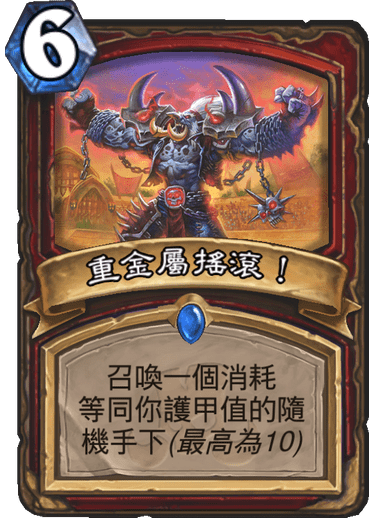 6
重金屬搖滾！
召喚一個消耗
等同你護甲值的隨
機手下(最高為10)